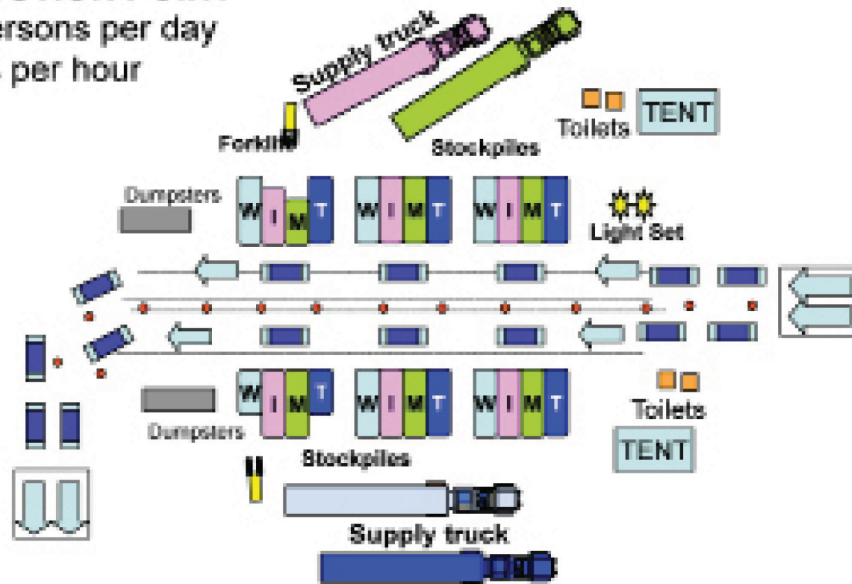 ersons per day
per hour
Supply truck
Forklift
Stockpiles
Toilets
TENT
Dumpsters
W I M T
W I M T
W I M T
Light Set
W I M T
W I M T
W I M T
Dumpsters
Toilets
TENT
Stockpiles
Supply truck